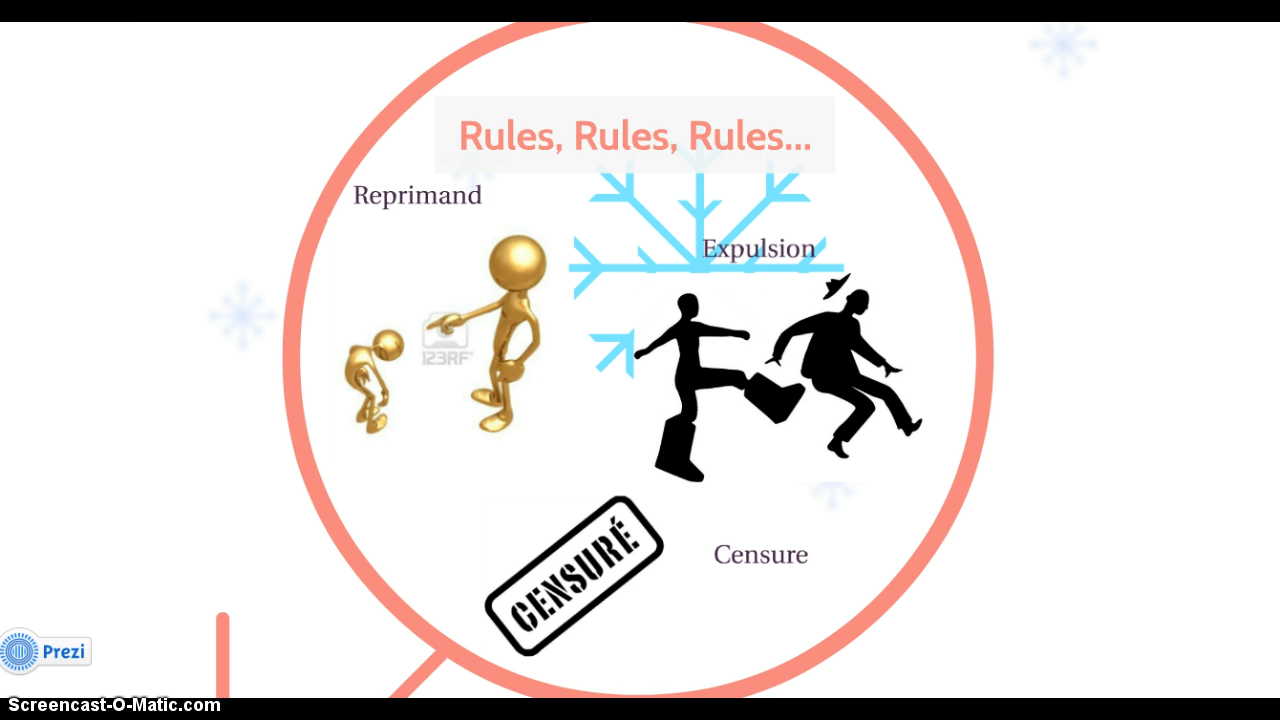 Rules, Rules, Rules...
Reprimand
Expulsion
123RF®
CENSURÉ
Censure
Prezi
Screencast-O-Matic.com